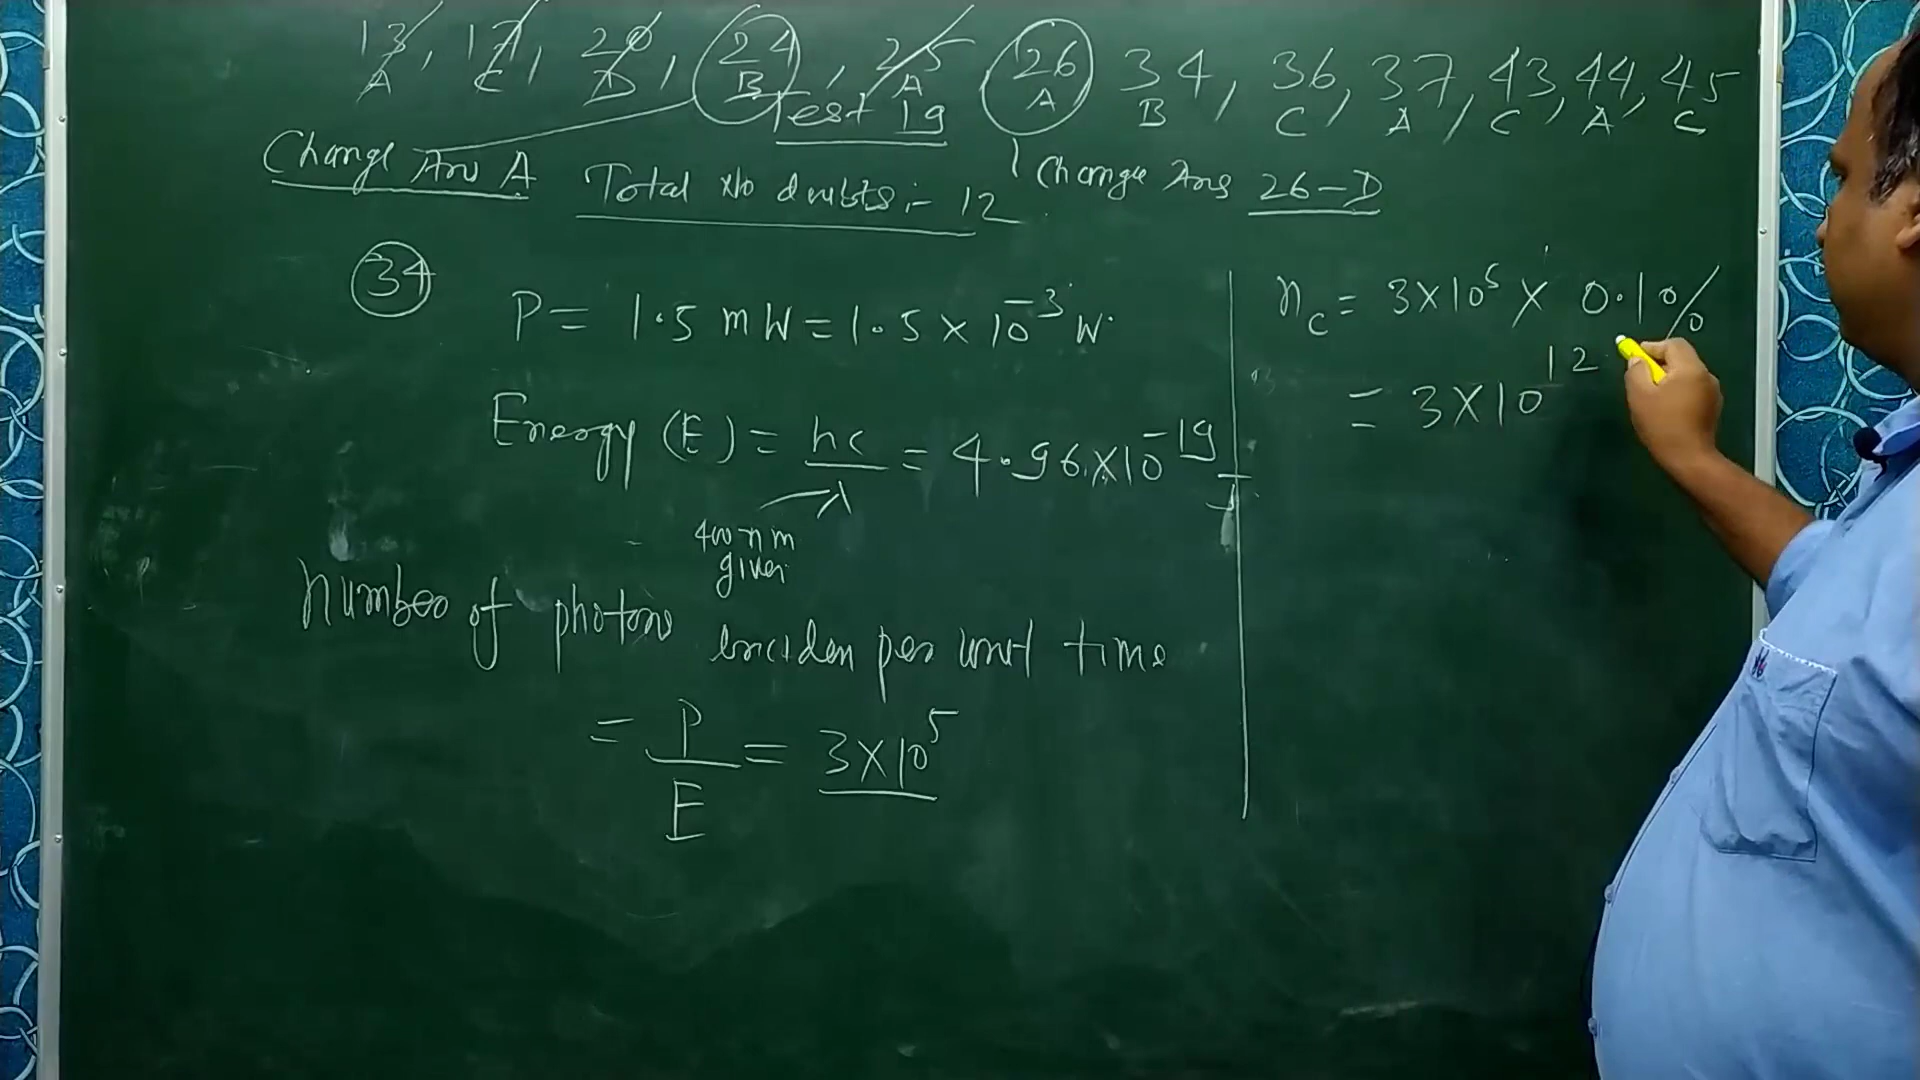 13, 17, 20, 24, 25 26 34, 36, 37, 43, 44, 45
A C D B A A B C A C A C
Test 19
Change Ans A Total No doubts :- 12 Change Ans 26-D
34
P = 1.5 mW = 1.5 × 10⁻³ W.
Energy (E) = hc/λ = 4.96 × 10⁻¹⁹ J
400 nm
given
Number of photons inciden per unit time
= P/E = 3×10⁵
n_c = 3×10⁵ × 0.1%
= 3×10¹²